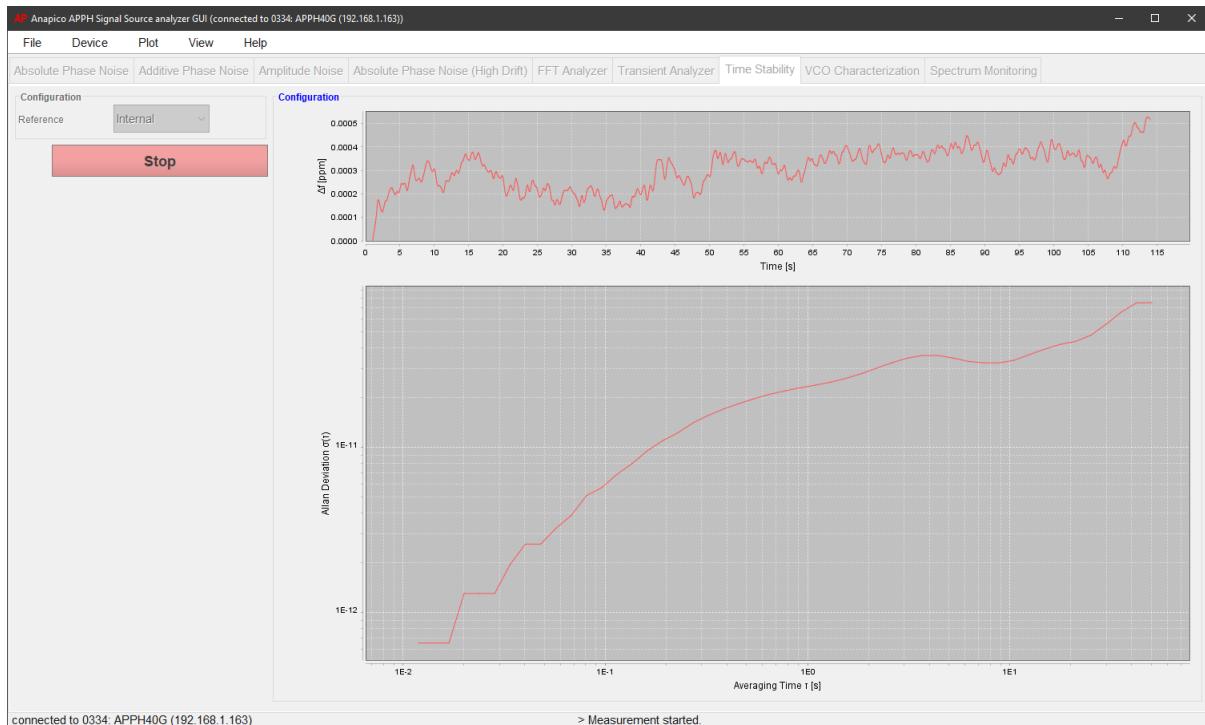 AP Anapico APPH Signal Source analyzer GUI (connected to 0334: APPH40G (192.168.1.163))
File Device Plot View Help
Absolute Phase Noise Additive Phase Noise Amplitude Noise Absolute Phase Noise (High Drift) FFT Analyzer Transient Analyzer Time Stability VCO Characterization Spectrum Monitoring
Configuration
Reference Internal
Stop
Configuration
0.0005
0.0004
0.0003
0.0002
0.0001
0.0000
Δf [ppm]
0 5 10 15 20 25 30 35 40 45 50 55 60 65 70 75 80 85 90 95 100 105 110 115
Time [s]
1E-11
1E-12
Allan Deviation σ(τ)
1E-2 1E-1 1E0 1E1
Averaging Time τ [s]
connected to 0334: APPH40G (192.168.1.163) > Measurement started.